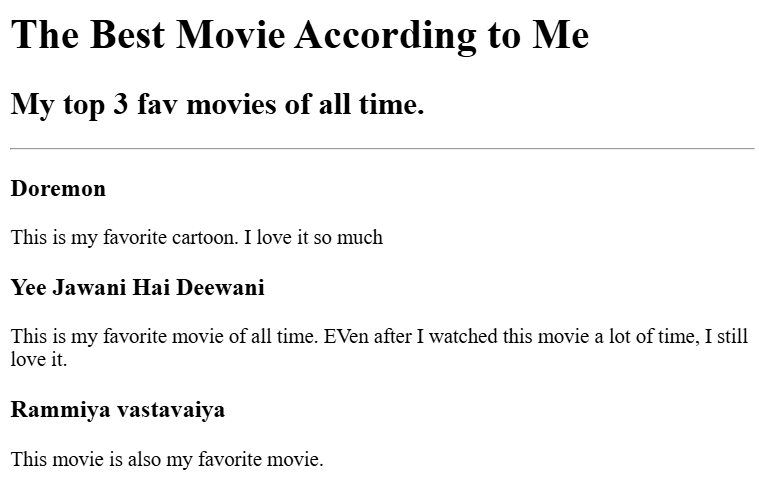 The Best Movie According to Me
My top 3 fav movies of all time.
Doremon
This is my favorite cartoon. I love it so much
Yee Jawani Hai Deewani
This is my favorite movie of all time. EVen after I watched this movie a lot of time, I still
love it.
Rammiya vastavaiya
This movie is also my favorite movie.